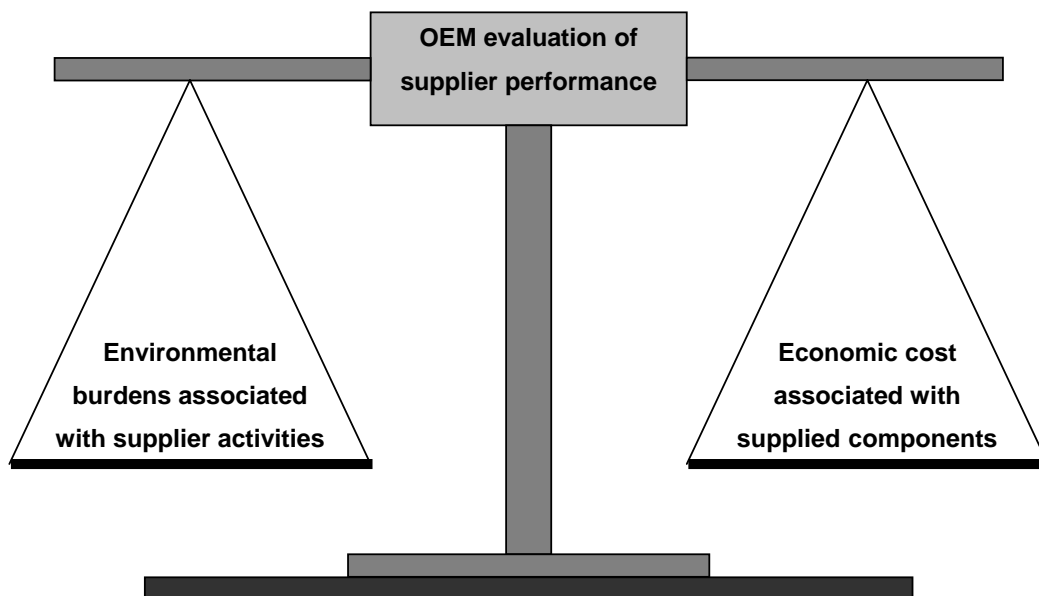 OEM evaluation of
supplier performance
Environmental
burdens associated
with supplier activities
Economic cost
associated with
supplied components